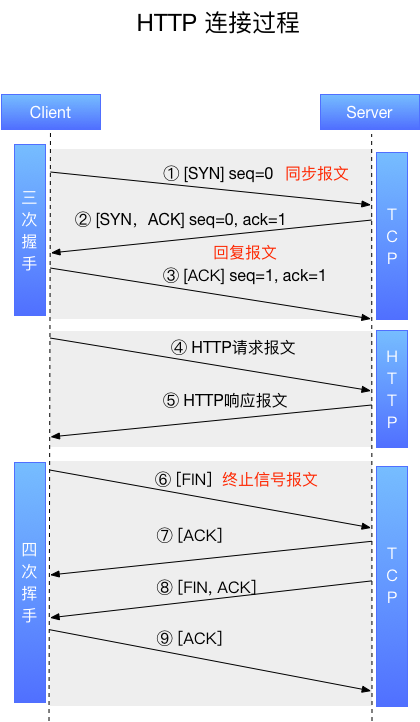 HTTP 连接过程
Client
Server
三次握手
TCP
① [SYN] seq=0 同步报文
② [SYN，ACK] seq=0, ack=1
回复报文
③ [ACK] seq=1, ack=1
HTTP
④ HTTP请求报文
⑤ HTTP响应报文
四次挥手
TCP
⑥ [FIN] 终止信号报文
⑦ [ACK]
⑧ [FIN, ACK]
⑨ [ACK]